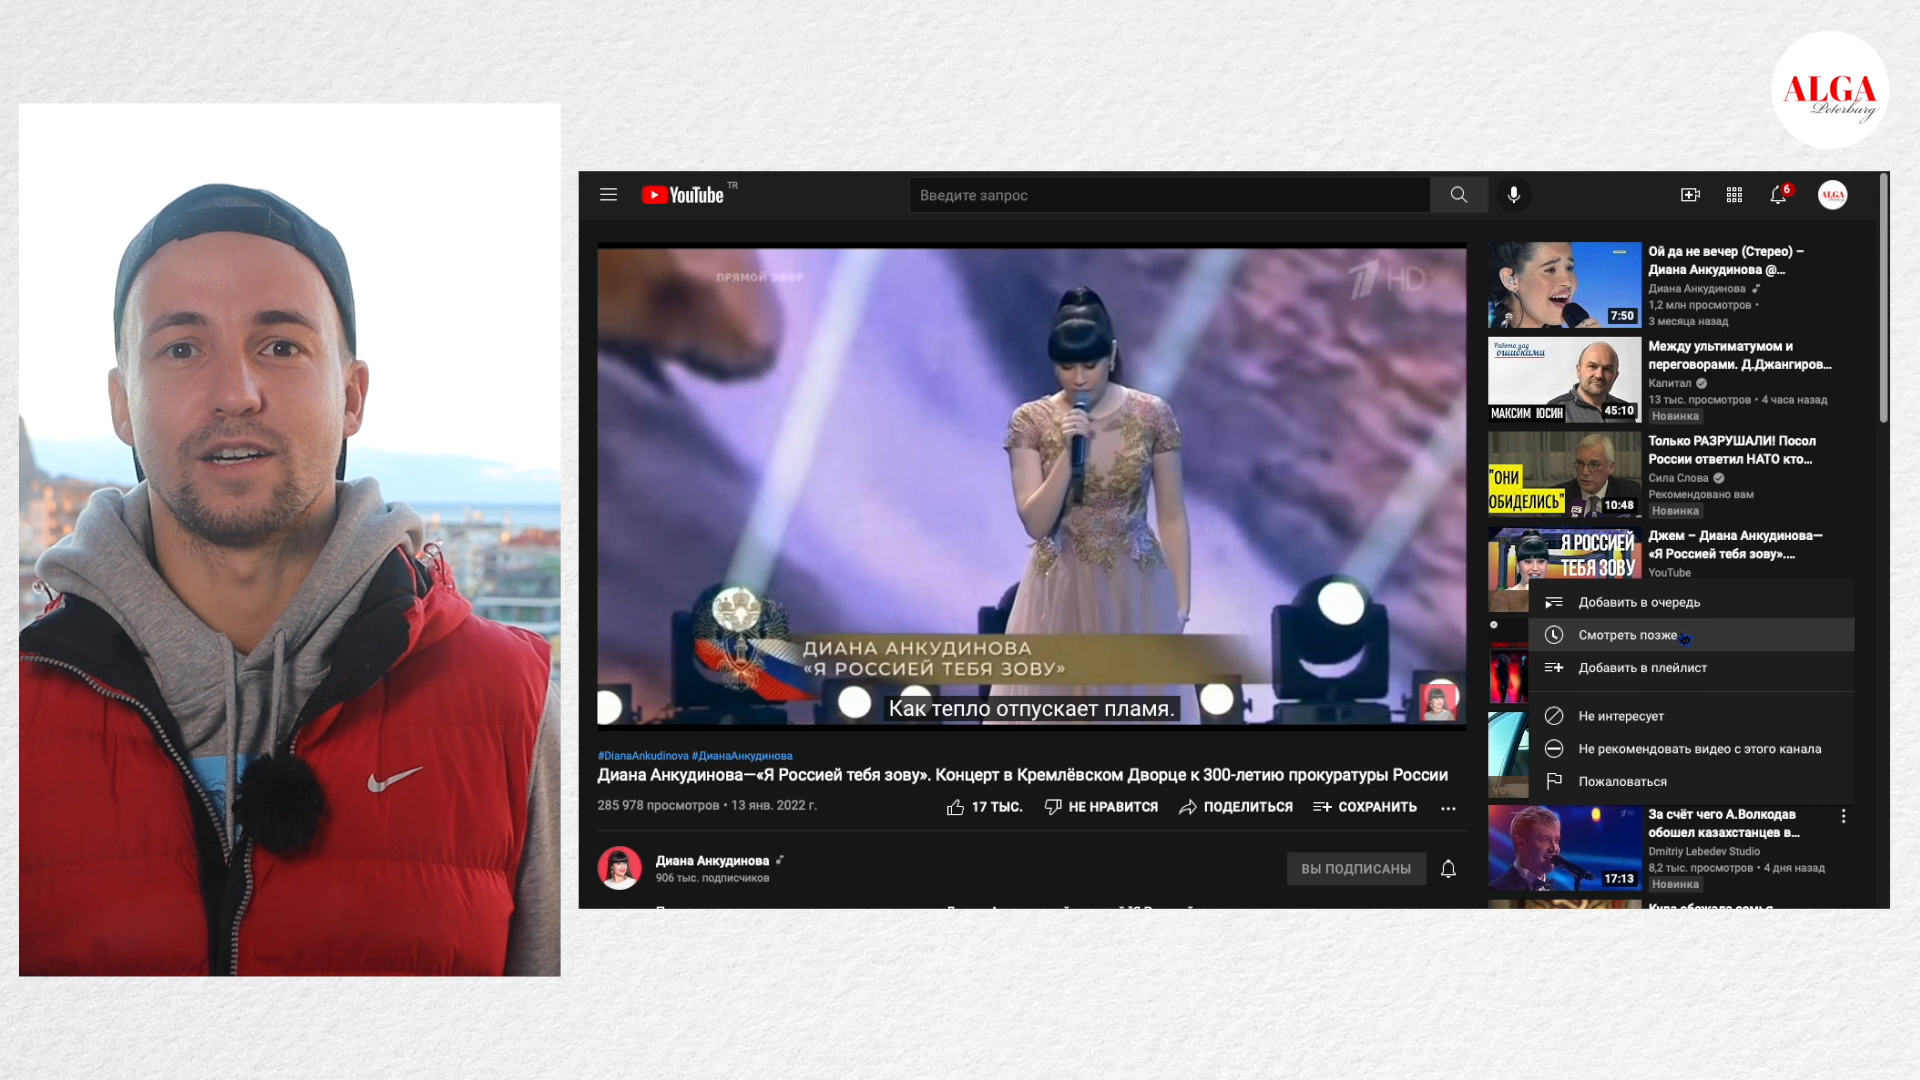 ALGA
Peterburg
YouTube TR
Введите запрос
6
ALGA
ПРЯМОЙ ЭФИР
HD
ДИАНА АНКУДИНОВА
«Я РОССИЕЙ ТЕБЯ ЗОВУ»
Как тепло отпускает пламя.
#DianaAnkudinova #ДианаАнкудинова
Диана Анкудинова—«Я Россией тебя зову». Концерт в Кремлёвском Дворце к 300-летию прокуратуры России
285 978 просмотров • 13 янв. 2022 г.
17 ТЫС.
НЕ НРАВИТСЯ
ПОДЕЛИТЬСЯ
СОХРАНИТЬ
Диана Анкудинова
906 тыс. подписчиков
ВЫ ПОДПИСАНЫ
7:50
Ой да не вечер (Стерео) –
Диана Анкудинова @...
Диана Анкудинова
1,2 млн просмотров •
3 месяца назад
Работа над
ошибками
МАКСИМ ЮСИН
45:10
Между ультиматумом и
переговорами. Д.Джангиров...
Капитал
13 тыс. просмотров • 4 часа назад
Новинка
"ОНИ
ОБИДЕЛИСЬ"
10:48
Только РАЗРУШАЛИ! Посол
России ответил НАТО кто...
Сила Слова
Рекомендовано вам
Новинка
Я РОССИЕЙ
ТЕБЯ ЗОВУ
Джем – Диана Анкудинова—
«Я Россией тебя зову»....
YouTube
Добавить в очередь
Смотреть позже
Добавить в плейлист
Не интересует
Не рекомендовать видео с этого канала
Пожаловаться
17:13
За счёт чего А.Волкодав
обошел казахстанцев в...
Dmitriy Lebedev Studio
8,2 тыс. просмотров • 4 дня назад
Новинка